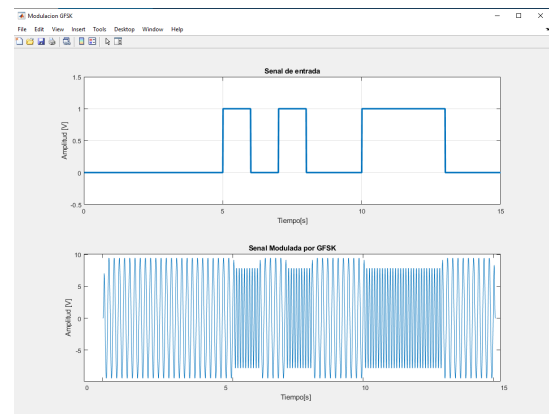 Modulacion GFSK
File Edit View Insert Tools Desktop Window Help
Senal de entrada
1.5
1
0.5
0
-0.5
Amplitud [V]
0 5 10 15
Tiempo[s]
Senal Modulada por GFSK
10
5
0
-5
Amplitud [V]
0 5 10 15
Tiempo[s]